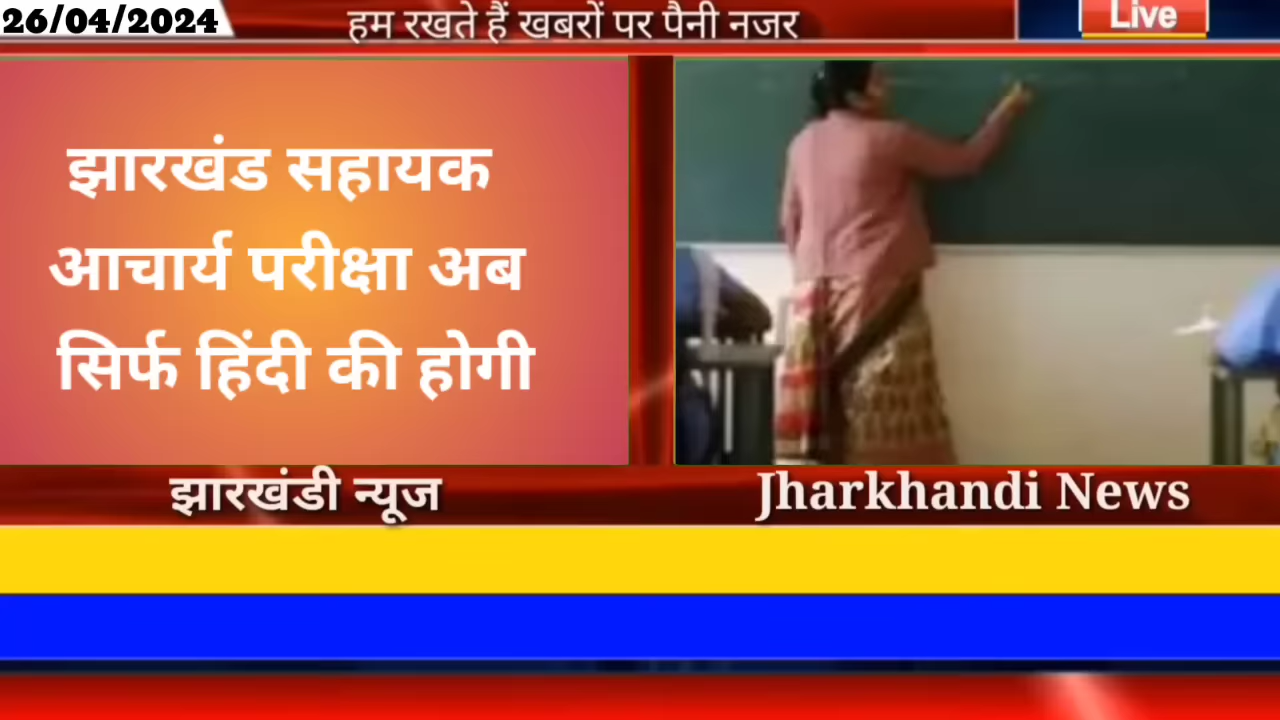 26/04/2024
हम रखते हैं खबरों पर पैनी नजर
Live
झारखंड सहायक
आचार्य परीक्षा अब
सिर्फ हिंदी की होगी
झारखंडी न्यूज
Jharkhandi News